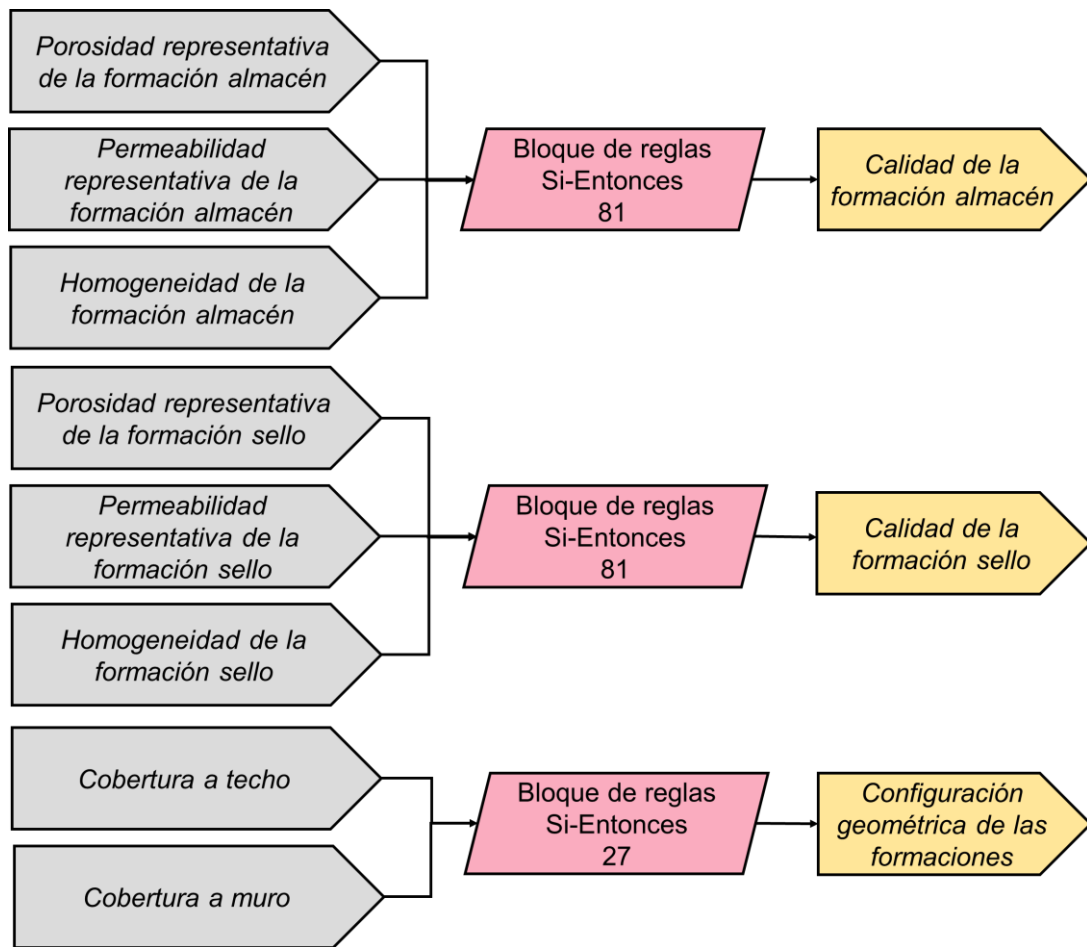 Porosidad representativa
de la formación almacén
Permeabilidad
representativa de la
formación almacén
Homogeneidad de la
formación almacén
Bloque de reglas
Si-Entonces
81
Calidad de la
formación almacén
Porosidad representativa
de la formación sello
Permeabilidad
representativa de la
formación sello
Homogeneidad de la
formación sello
Bloque de reglas
Si-Entonces
81
Calidad de la
formación sello
Cobertura a techo
Cobertura a muro
Bloque de reglas
Si-Entonces
27
Configuración
geométrica de las
formaciones